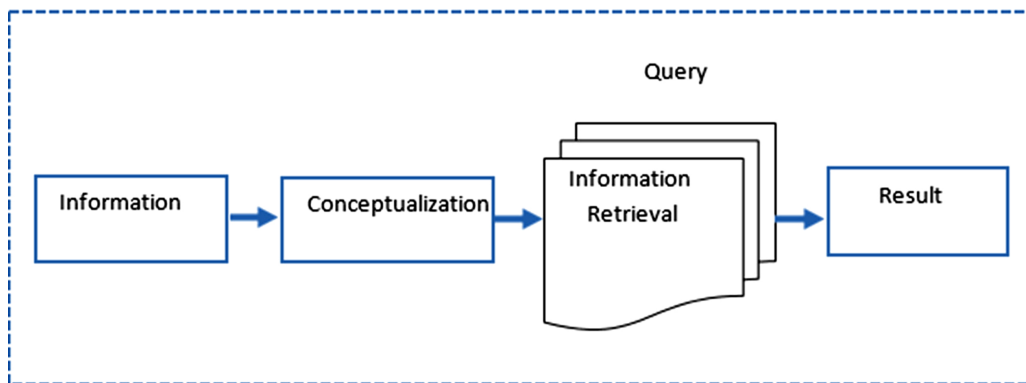 Query
Information
Conceptualization
Information
Retrieval
Result